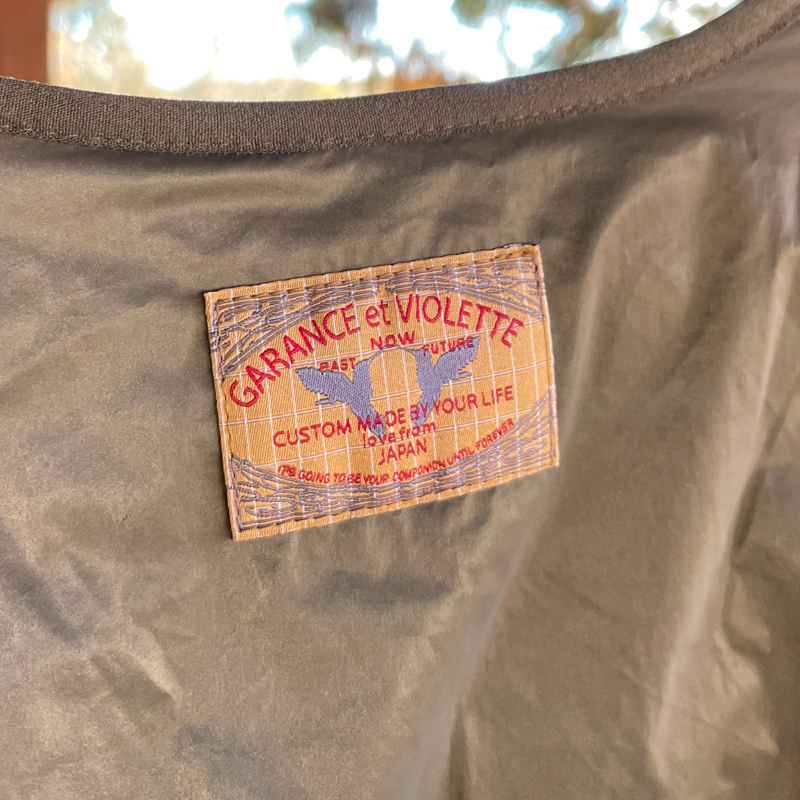 GARANCE et VIOLETTE
NOW
PAST FUTURE
CUSTOM MADE BY YOUR LIFE
love from
JAPAN
IT'S GOING TO BE YOUR COMPONION UNTIL FOREVER